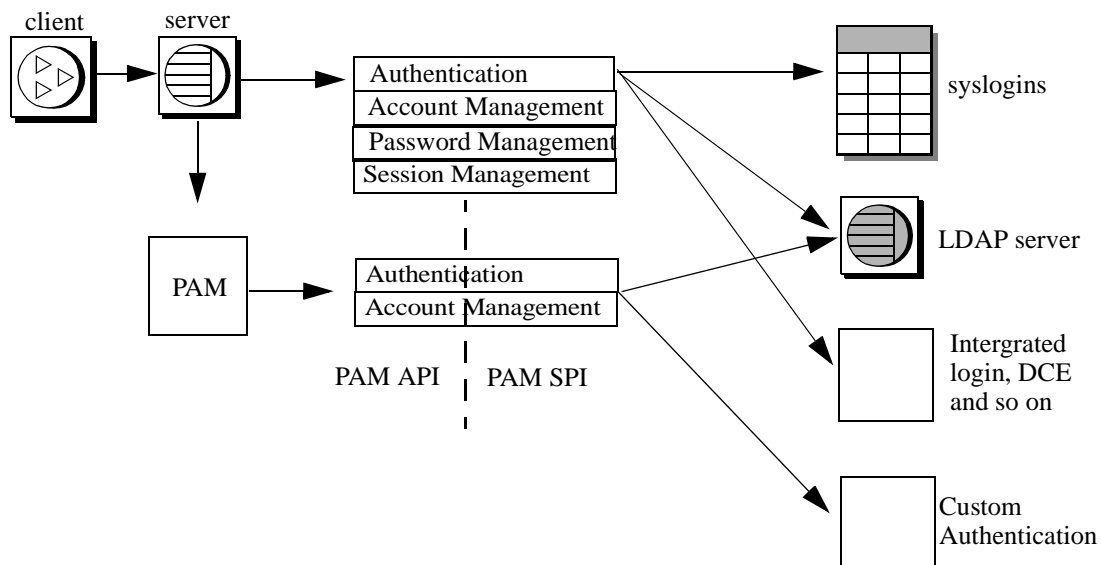 client
server
Authentication
Account Management
Password Management
Session Management
syslogins
LDAP server
PAM
Authentication
Account Management
PAM API
PAM SPI
Intergrated
login, DCE
and so on
Custom
Authentication